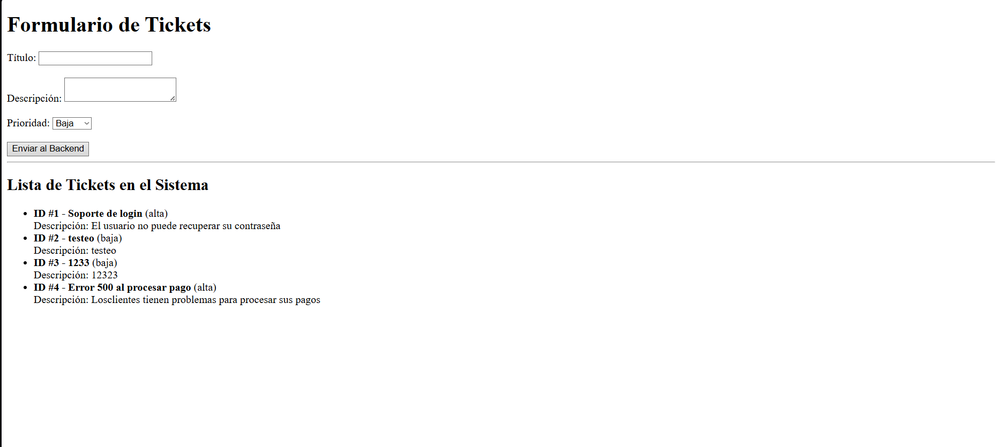 Formulario de Tickets
Título:
Descripción:
Prioridad: Baja
Enviar al Backend
Lista de Tickets en el Sistema
• ID #1 - Soporte de login (alta)
Descripción: El usuario no puede recuperar su contraseña
• ID #2 - testeo (baja)
Descripción: testeo
• ID #3 - 1233 (baja)
Descripción: 12323
• ID #4 - Error 500 al procesar pago (alta)
Descripción: Losclientes tienen problemas para procesar sus pagos